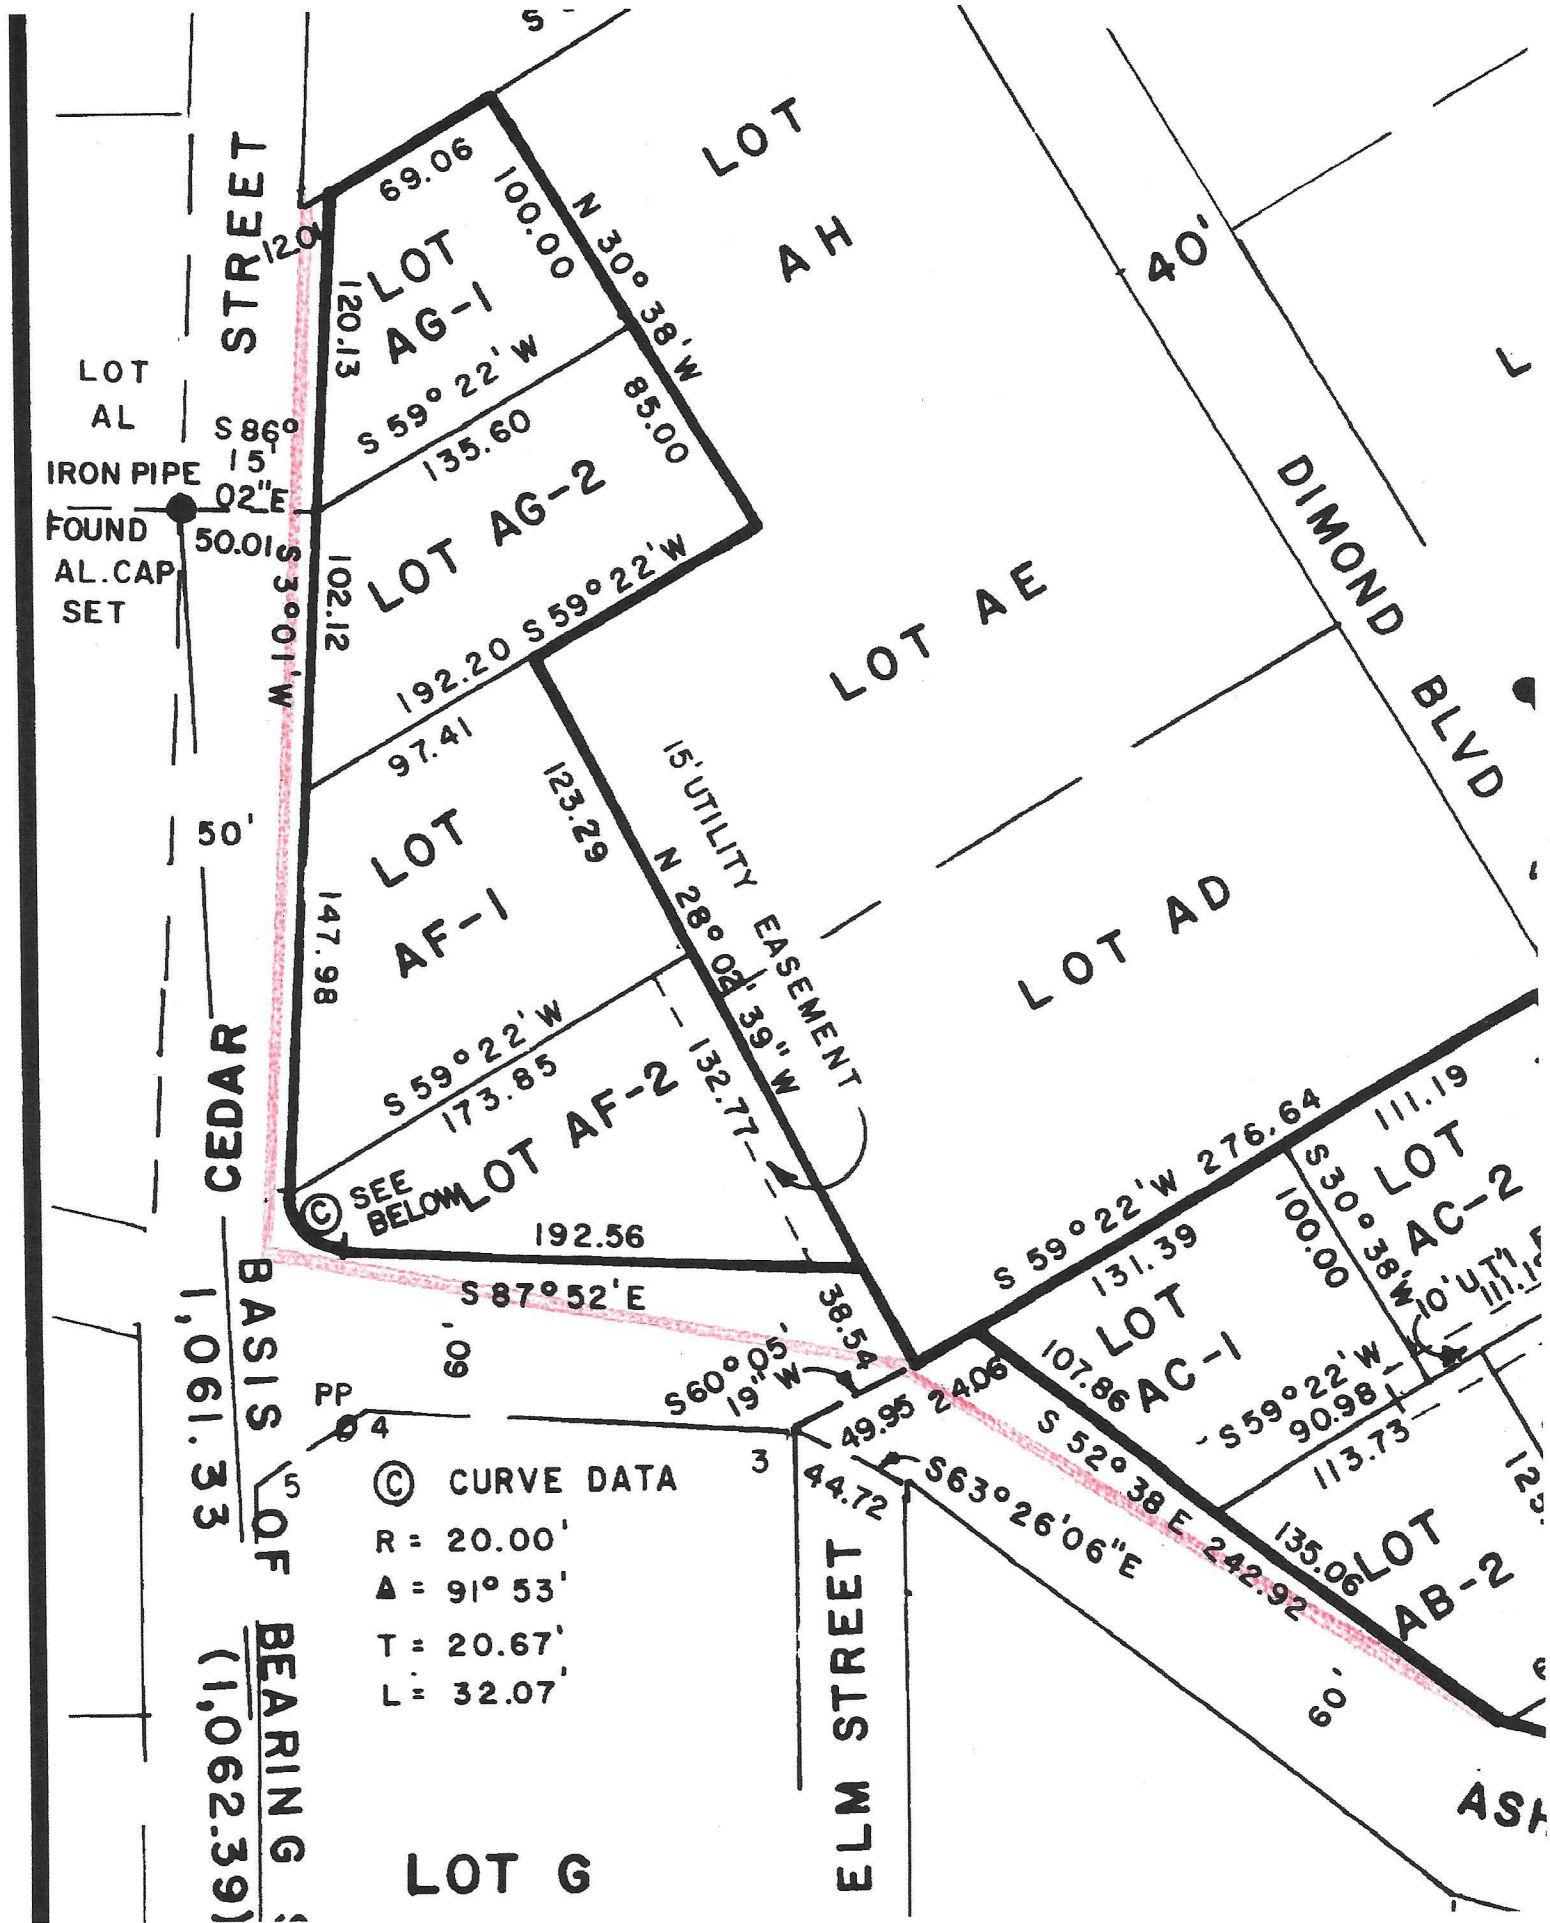 S
STREET
69.06
100.00
N 30° 38' W
LOT
AH
40'
12.01
120.13
LOT
AG-1
S 59° 22' W
135.60
85.00
LOT
AL
IRON PIPE
FOUND
AL. CAP
SET
S 86°
15'
02" E
50.01
S 3° 01' W
102.12
LOT AG-2
S 59° 22' W
192.20
97.41
LOT AE
DIMOND BLVD
L
50'
123.29
15' UTILITY EASEMENT
LOT
AF-1
N 28° 02' 39" W
147.98
LOT AD
CEDAR
S 59° 22' W
173.85
132.77
LOT AF-2
© SEE
BELOW
192.56
S 87° 52' E
S 59° 22' W 276.64
111.19
131.39
LOT
AC-2
S 30° 38' W
100.00
10' UT'L
LOT
AC-1
107.86
38.54
60'
S 60° 05'
19" W
49.95
24.06
S 59° 22' W
90.98
113.73
BASIS OF BEARING
1,061.33
(1,062.39)
PP
4
5
3
44.72
S 63° 26' 06" E
S 52° 38 E 242.92
135.06
LOT
AB-2
125.
© CURVE DATA
R = 20.00'
Δ = 91° 53'
T = 20.67'
L = 32.07'
ELM STREET
60'
ASH
LOT G